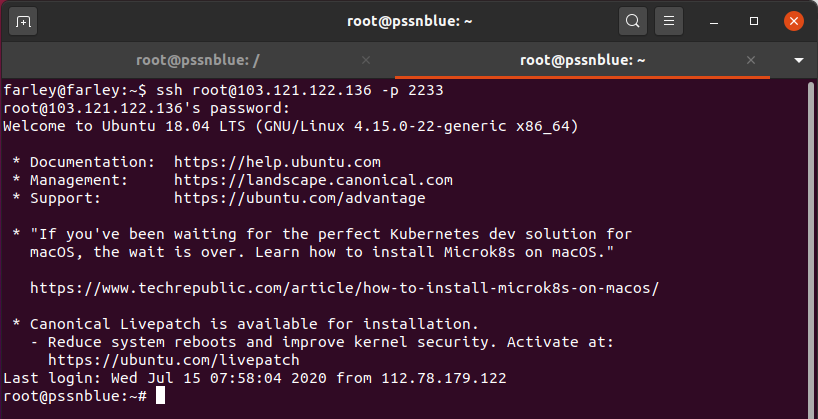 root@pssnblue: ~
root@pssnblue: /
root@pssnblue: ~
farley@farley:~$ ssh root@103.121.122.136 -p 2233
root@103.121.122.136's password:
Welcome to Ubuntu 18.04 LTS (GNU/Linux 4.15.0-22-generic x86_64)

 * Documentation:  https://help.ubuntu.com
 * Management:     https://landscape.canonical.com
 * Support:        https://ubuntu.com/advantage

 * "If you've been waiting for the perfect Kubernetes dev solution for
   macOS, the wait is over. Learn how to install Microk8s on macOS."

   https://www.techrepublic.com/article/how-to-install-microk8s-on-macos/

 * Canonical Livepatch is available for installation.
   - Reduce system reboots and improve kernel security. Activate at:
     https://ubuntu.com/livepatch
Last login: Wed Jul 15 07:58:04 2020 from 112.78.179.122
root@pssnblue:~#